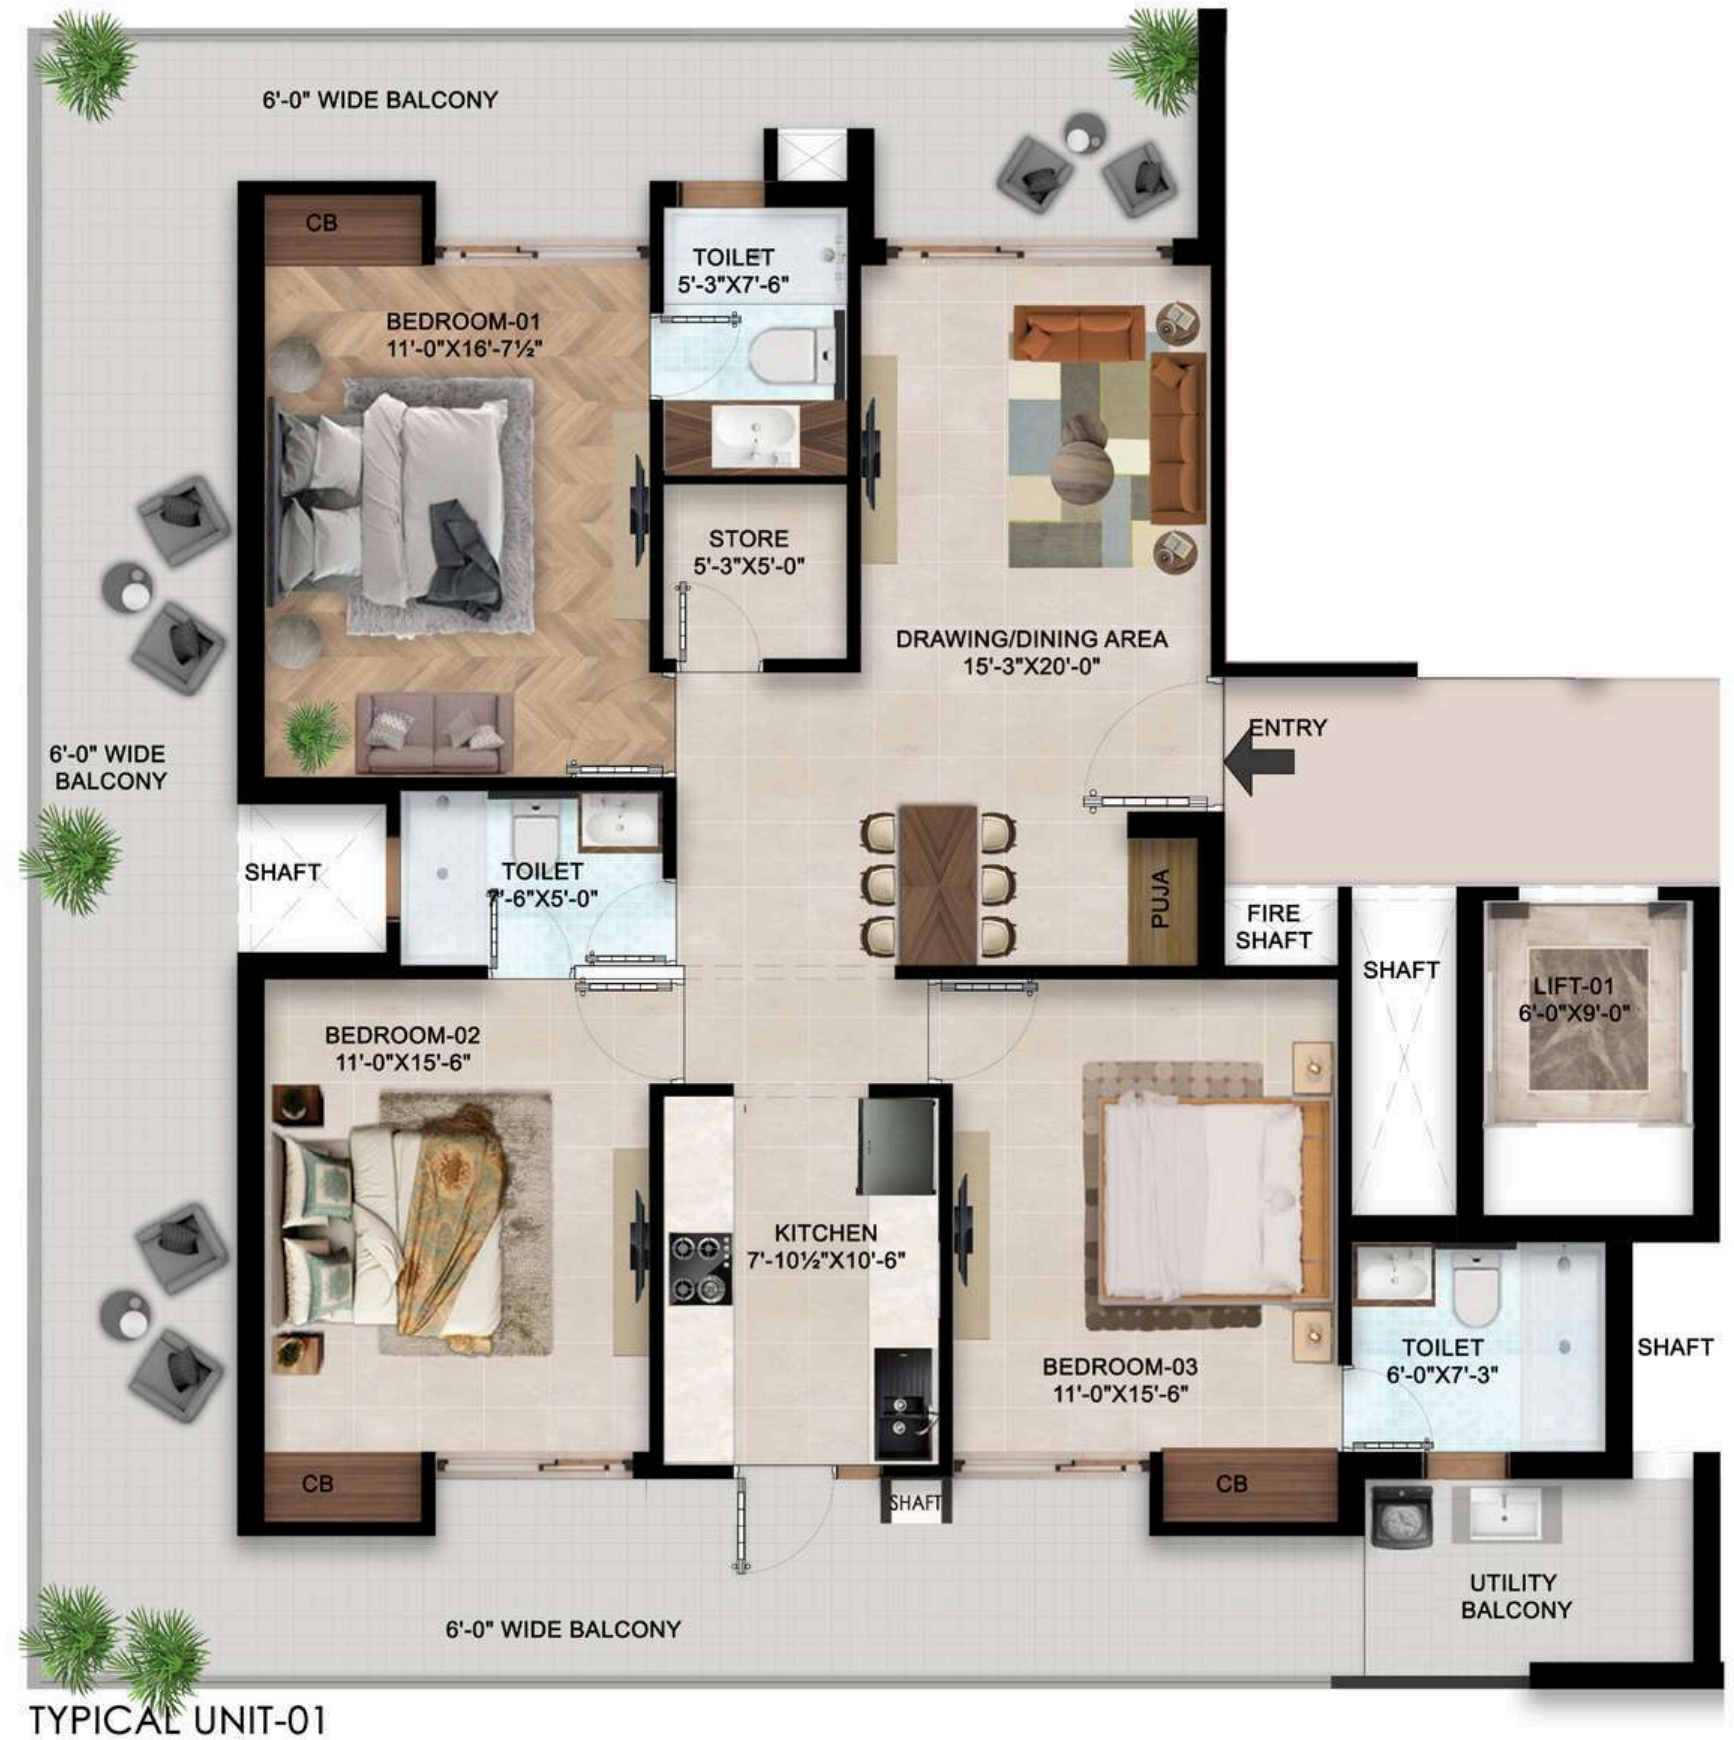 6'-0" WIDE BALCONY
CB
TOILET
5'-3"X7'-6"
BEDROOM-01
11'-0"X16'-7½"
STORE
5'-3"X5'-0"
DRAWING/DINING AREA
15'-3"X20'-0"
ENTRY
6'-0" WIDE
BALCONY
SHAFT
TOILET
7'-6"X5'-0"
PUJA
FIRE
SHAFT
SHAFT
LIFT-01
6'-0"X9'-0"
BEDROOM-02
11'-0"X15'-6"
KITCHEN
7'-10½"X10'-6"
BEDROOM-03
11'-0"X15'-6"
TOILET
6'-0"X7'-3"
SHAFT
CB
SHAFT
CB
UTILITY
BALCONY
6'-0" WIDE BALCONY
TYPICAL UNIT-01